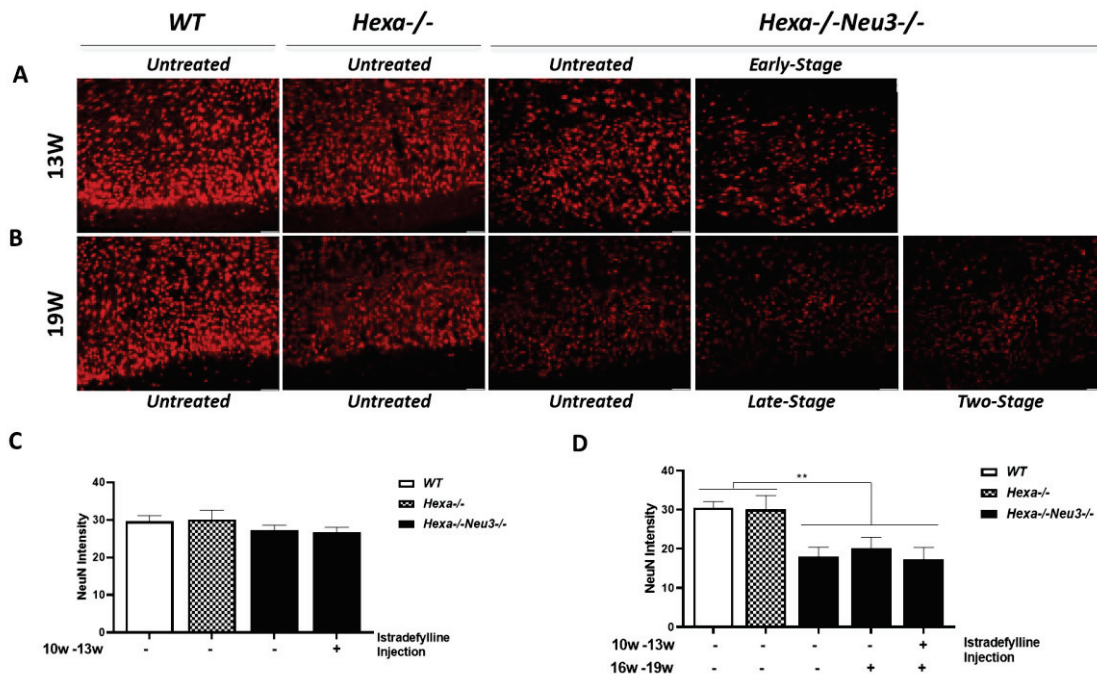 WT Hexa-/- Hexa-/-Neu3-/-
A Untreated Untreated Untreated Early-Stage
13W
B
19W
Untreated Untreated Untreated Late-Stage Two-Stage
C
40
30
20
10
0
NeuN Intensity
WT
Hexa-/-
Hexa-/-Neu3-/-
10w -13w - - - + Istradefylline
Injection
D
**
40
30
20
10
0
NeuN Intensity
WT
Hexa-/-
Hexa-/-Neu3-/-
10w -13w - - - - + Istradefylline
Injection
16w -19w - - - + +